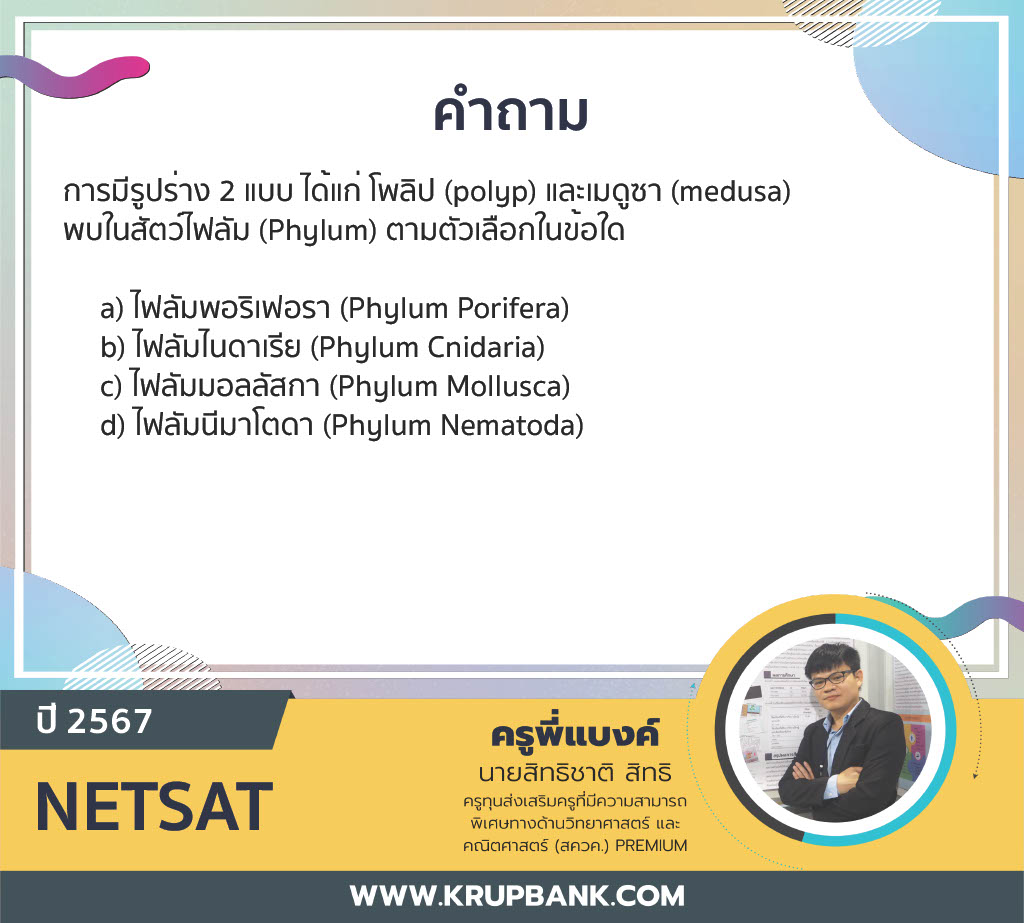 คำถาม
การมีรูปร่าง 2 แบบ ได้แก่ โพลิป (polyp) และเมดูซา (medusa)
พบในสัตว์ไฟลัม (Phylum) ตามตัวเลือกในข้อใด
a) ไฟลัมพอริเฟอรา (Phylum Porifera)
b) ไฟลัมไนดาเรีย (Phylum Cnidaria)
c) ไฟลัมมอลลัสกา (Phylum Mollusca)
d) ไฟลัมนีมาโตดา (Phylum Nematoda)
ปี 2567
NETSAT
ครูพี่แบงค์
นายสิทธิชาติ สิทธิ
ครูทุนส่งเสริมครูที่มีความสามารถ
พิเศษทางด้านวิทยาศาสตร์ และ
คณิตศาสตร์ (สควค.) PREMIUM
WWW.KRUPBANK.COM